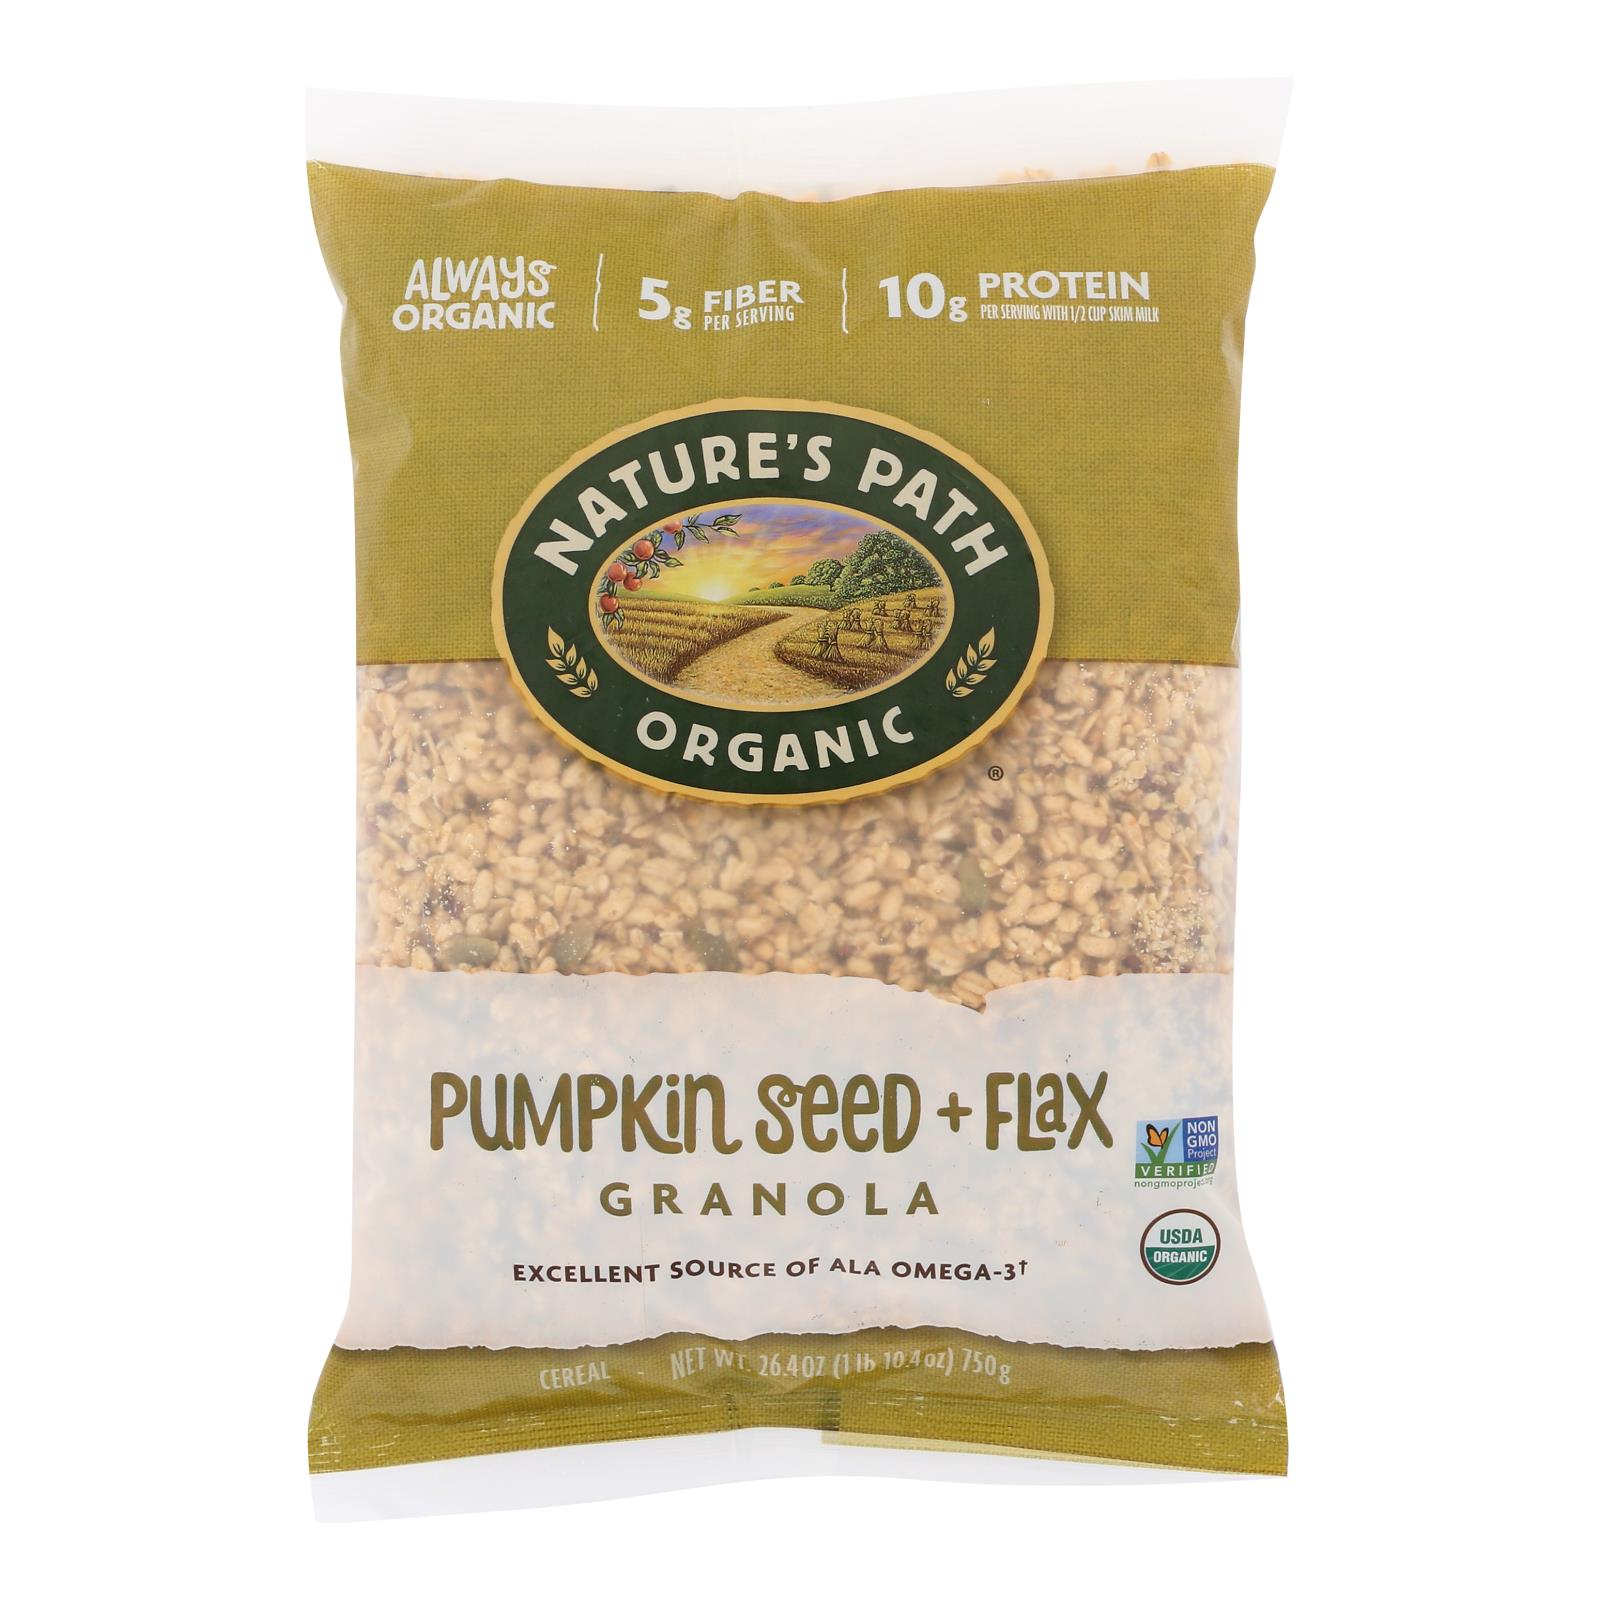 ALWAYS
ORGANIC
5g FIBER
PER SERVING
10g PROTEIN
PER SERVING WITH 1/2 CUP SKIM MILK
NATURE'S PATH
ORGANIC
®
PUMPKIN SEED + FLAX
GRANOLA
EXCELLENT SOURCE OF ALA OMEGA-3†
NON
GMO
Project
VERIFIED
nongmoproject.org
USDA
ORGANIC
CEREAL - NET WT. 26.4 OZ (1 lb 10.4 oz) 750 g